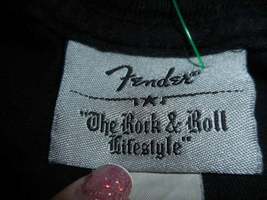 Fender
"The Rock & Roll
Lifestyle"